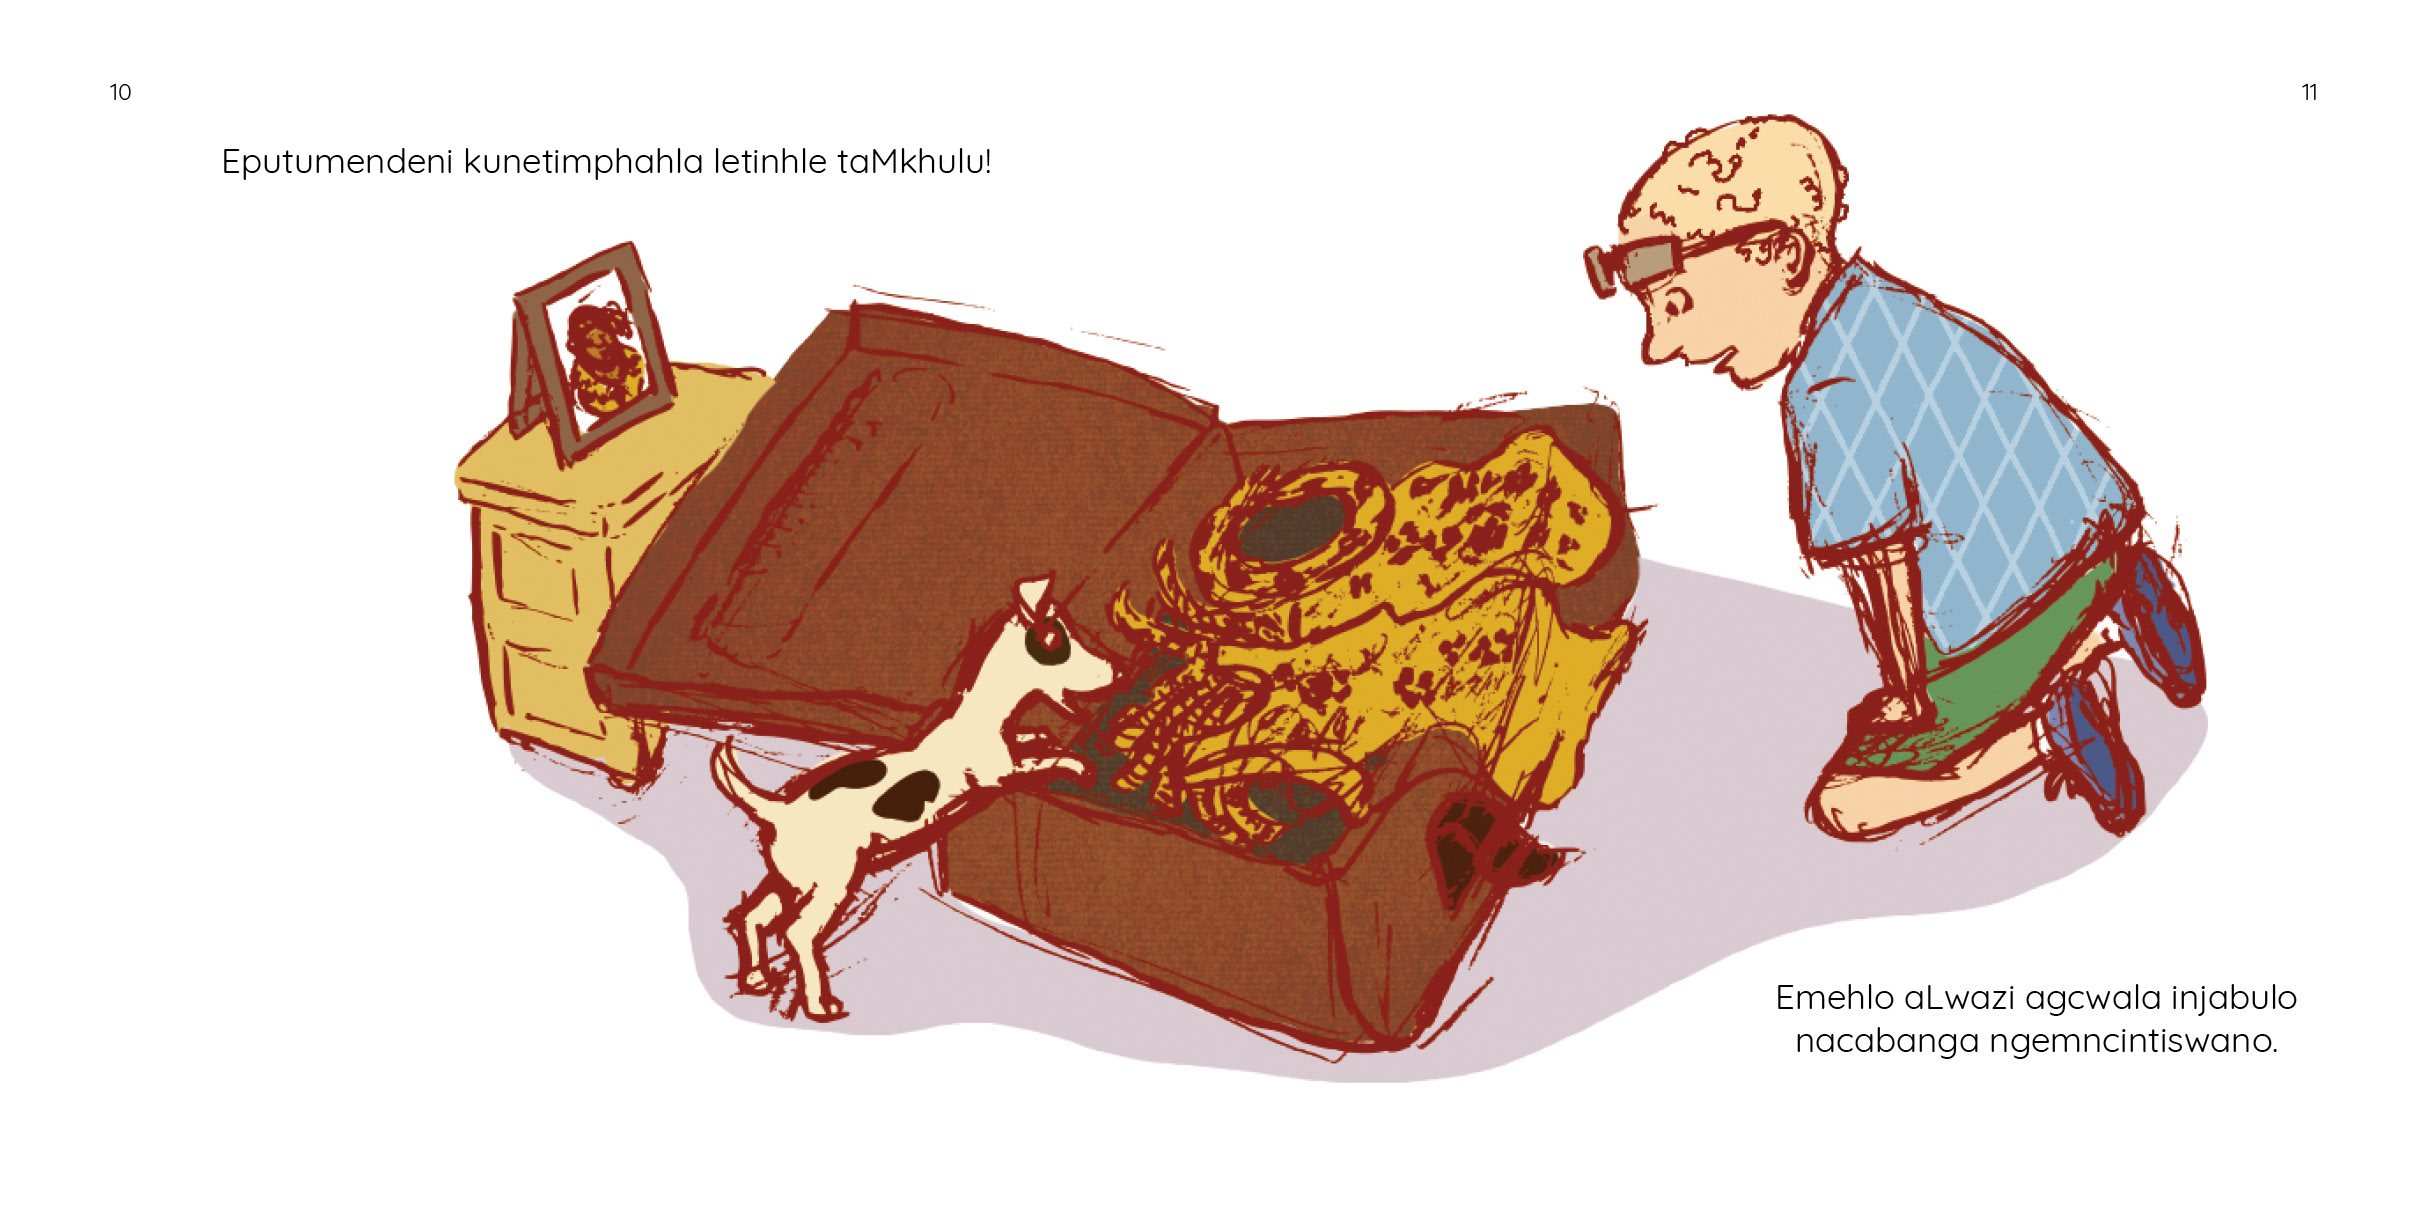 10
11
Eputumendeni kunetimphahla letinhle taMkhulu!
Emehlo aLwazi agcwala injabulo
nacabanga ngemncintiswano.